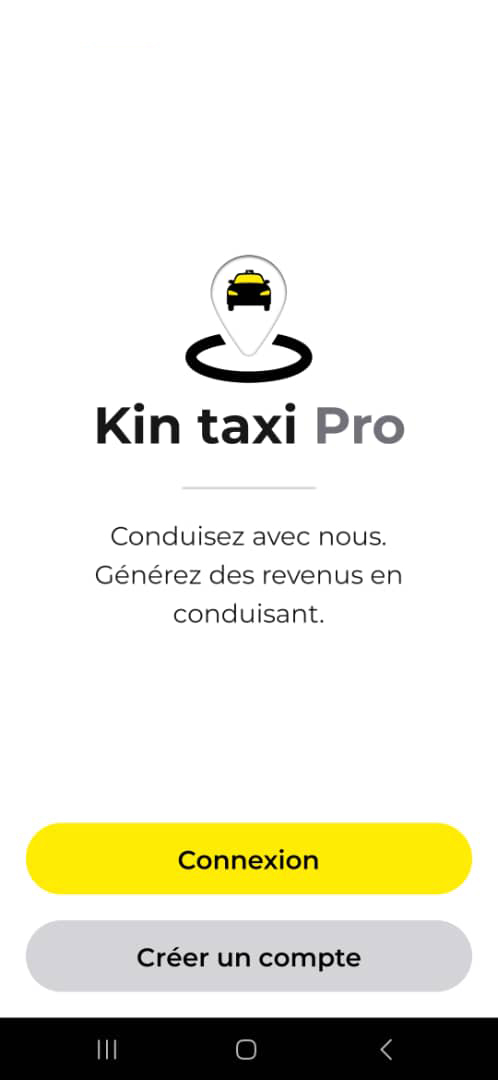 Kin taxi Pro
Conduisez avec nous.
Générez des revenus en
conduisant.
Connexion
Créer un compte